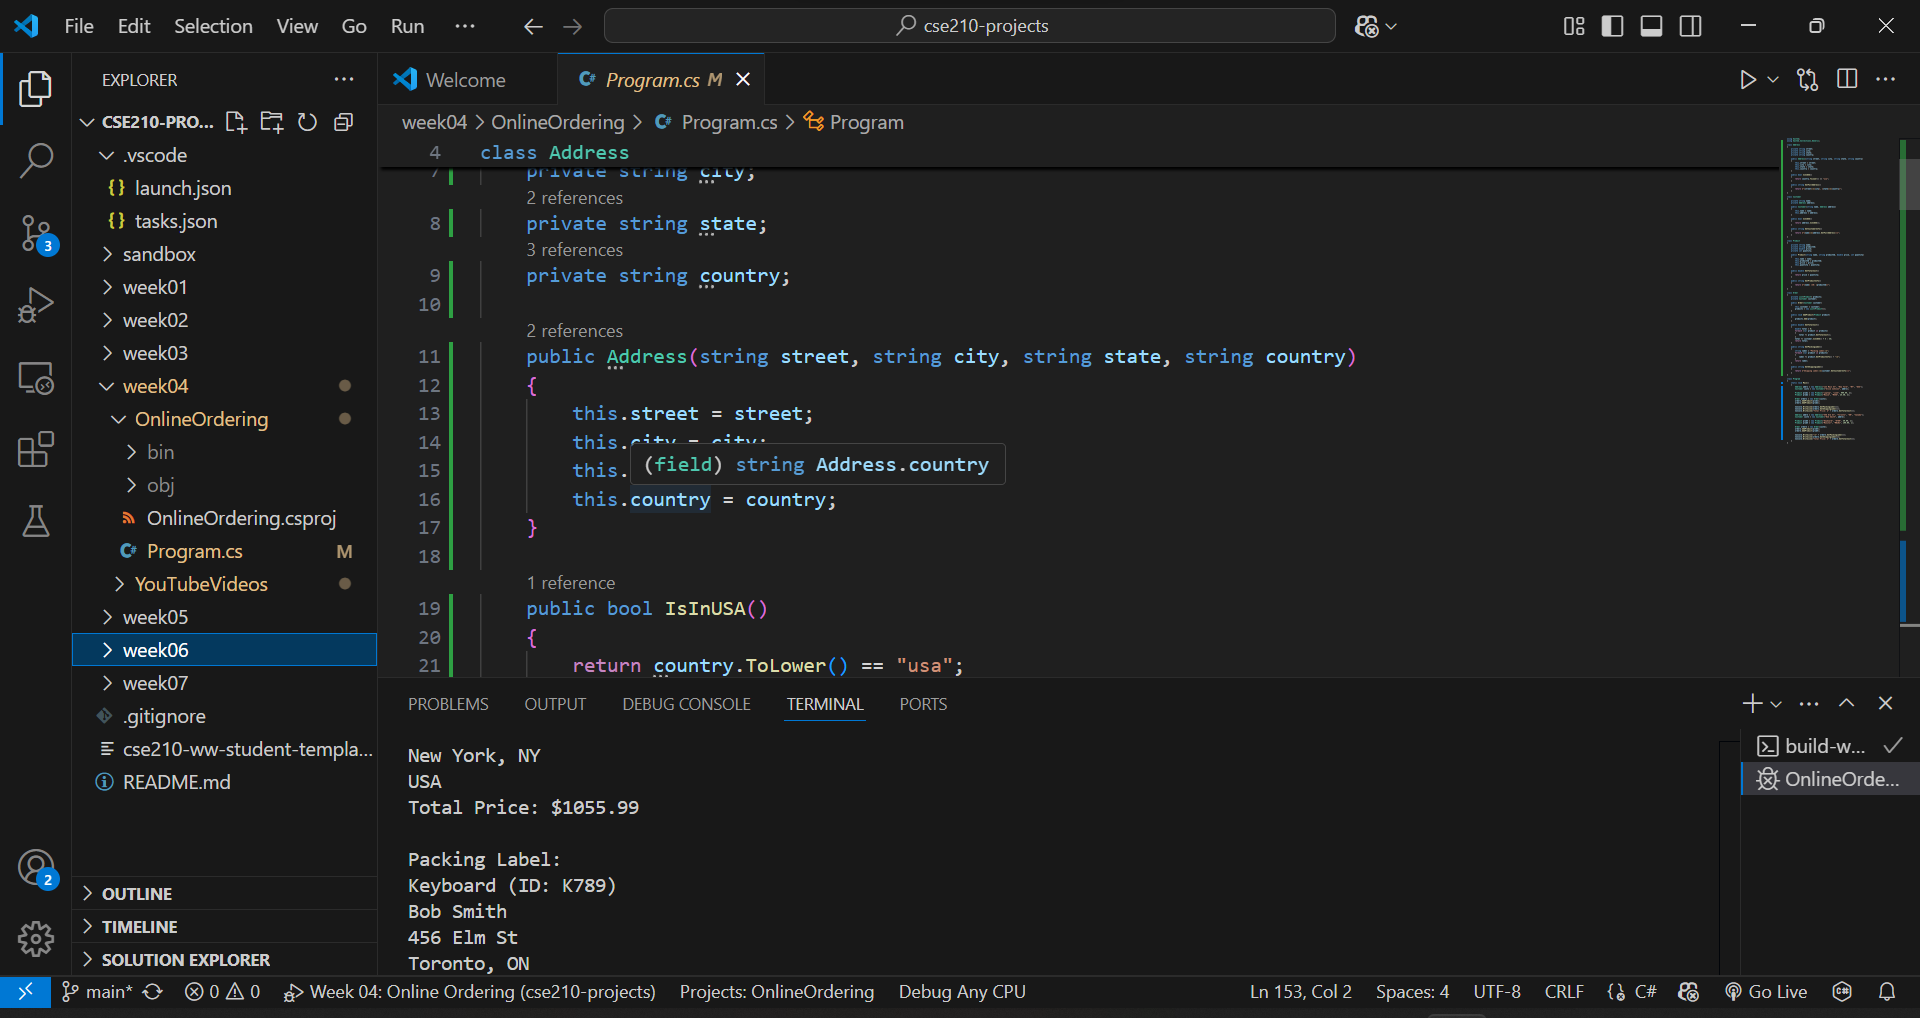 File Edit Selection View Go Run ···
cse210-projects
EXPLORER
CSE210-PRO...
.vscode
launch.json
tasks.json
sandbox
week01
week02
week03
week04
OnlineOrdering
bin
obj
OnlineOrdering.csproj
Program.cs M
YouTubeVideos
week05
week06
week07
.gitignore
cse210-ww-student-templa...
README.md
OUTLINE
TIMELINE
SOLUTION EXPLORER
3
2
Welcome
Program.cs M
week04 > OnlineOrdering > Program.cs > Program
4 class Address
7 private string city;
2 references
8 private string state;
3 references
9 private string country;
10
2 references
11 public Address(string street, string city, string state, string country)
12 {
13 this.street = street;
14 this.city = city;
15 this.
(field) string Address.country
16 this.country = country;
17 }
18
1 reference
19 public bool IsInUSA()
20 {
21 return country.ToLower() == "usa";
PROBLEMS OUTPUT DEBUG CONSOLE TERMINAL PORTS
New York, NY
USA
Total Price: $1055.99
Packing Label:
Keyboard (ID: K789)
Bob Smith
456 Elm St
Toronto, ON
build-w...
OnlineOrde...
main* 0 0 Week 04: Online Ordering (cse210-projects) Projects: OnlineOrdering Debug Any CPU Ln 153, Col 2 Spaces: 4 UTF-8 CRLF C# Go Live